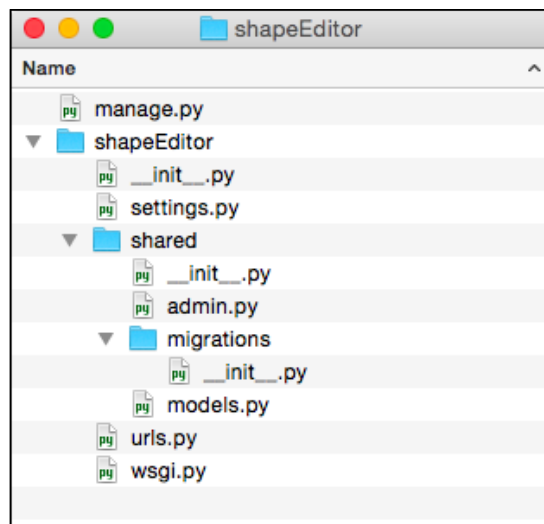 shapeEditor
Name
manage.py
shapeEditor
__init__.py
settings.py
shared
__init__.py
admin.py
migrations
__init__.py
models.py
urls.py
wsgi.py